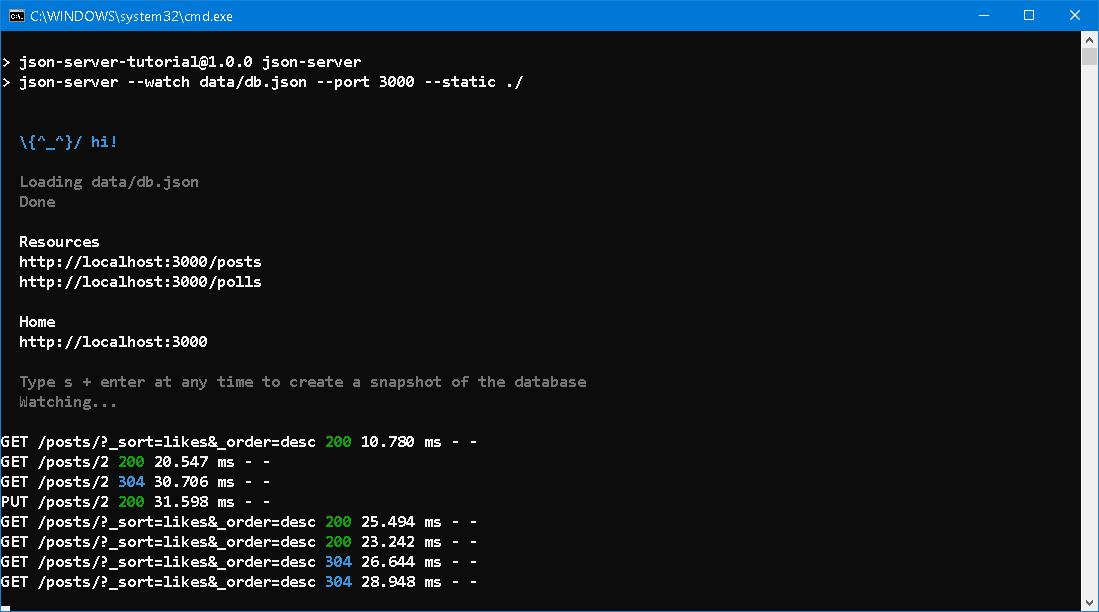 C:\WINDOWS\system32\cmd.exe
> json-server-tutorial@1.0.0 json-server
> json-server --watch data/db.json --port 3000 --static ./
\{^_^}/ hi!
Loading data/db.json
Done
Resources
http://localhost:3000/posts
http://localhost:3000/polls
Home
http://localhost:3000
Type s + enter at any time to create a snapshot of the database
Watching...
GET /posts/?_sort=likes&_order=desc 200 10.780 ms - -
GET /posts/2 200 20.547 ms - -
GET /posts/2 304 30.706 ms - -
PUT /posts/2 200 31.598 ms - -
GET /posts/?_sort=likes&_order=desc 200 25.494 ms - -
GET /posts/?_sort=likes&_order=desc 200 23.242 ms - -
GET /posts/?_sort=likes&_order=desc 304 26.644 ms - -
GET /posts/?_sort=likes&_order=desc 304 28.948 ms - -